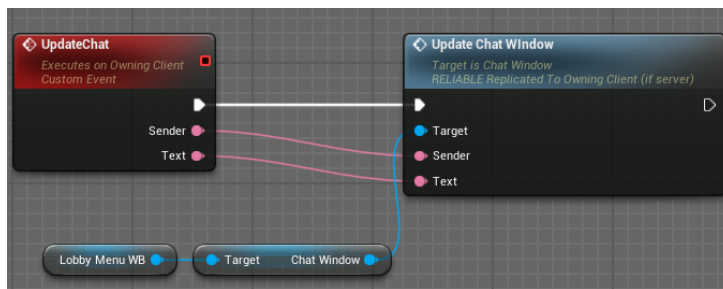 UpdateChat
Executes on Owning Client
Custom Event
Sender
Text
Update Chat WIndow
Target is Chat Window
RELIABLE Replicated To Owning Client (if server)
Target
Sender
Text
Lobby Menu WB
Target Chat Window